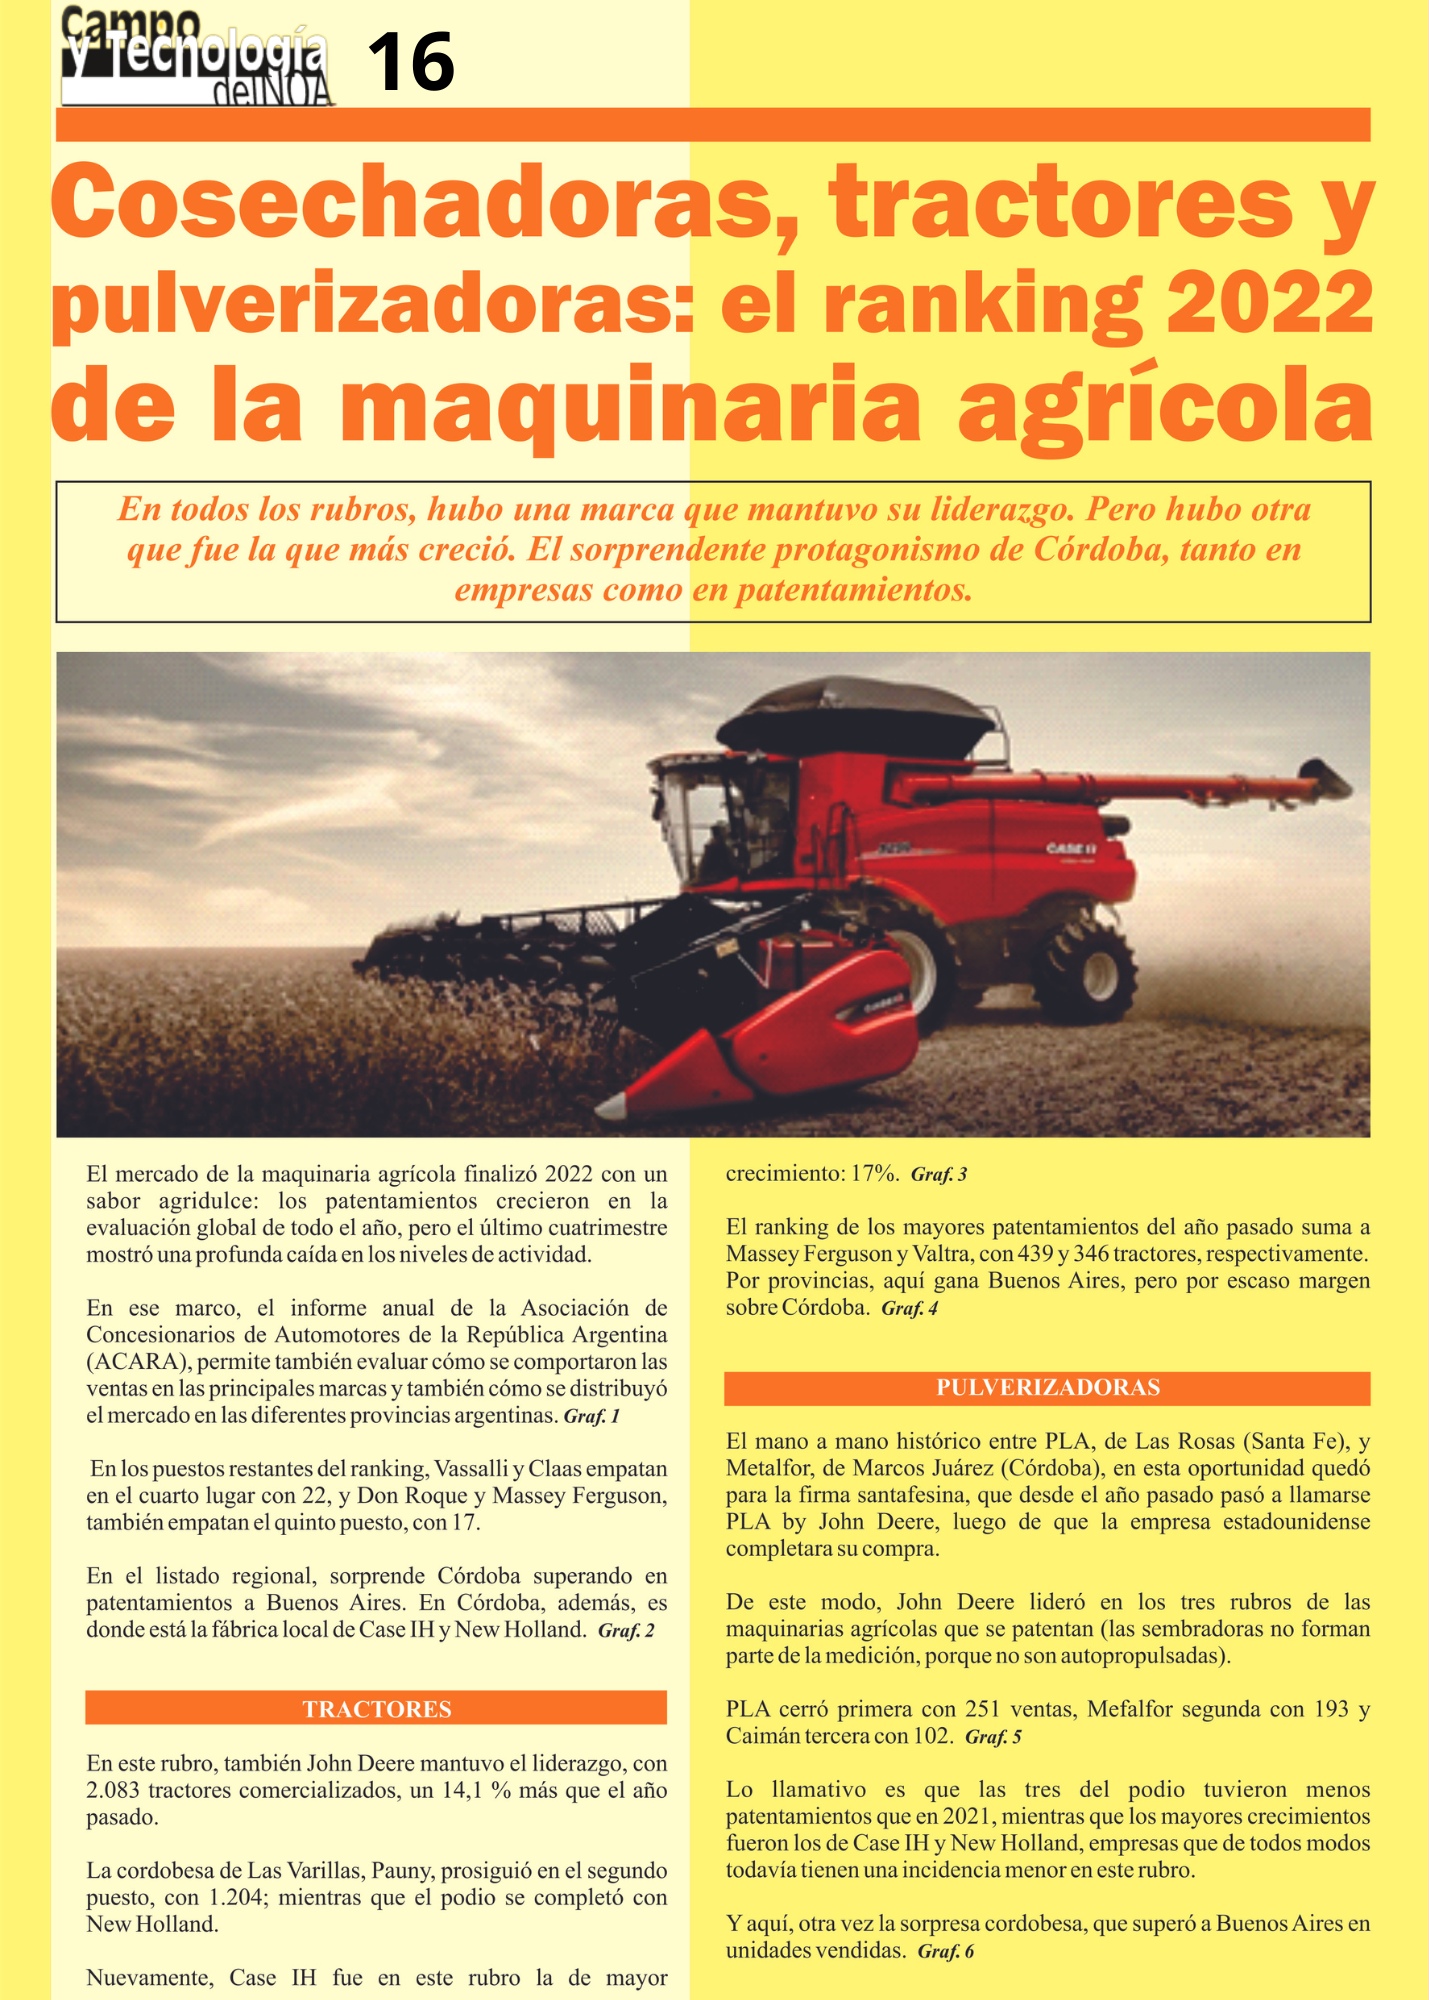 Campo
y Tecnología
delNOA
16
Cosechadoras, tractores y
pulverizadoras: el ranking 2022
de la maquinaria agrícola
En todos los rubros, hubo una marca que mantuvo su liderazgo. Pero hubo otra
que fue la que más creció. El sorprendente protagonismo de Córdoba, tanto en
empresas como en patentamientos.
CASE IH
El mercado de la maquinaria agrícola finalizó 2022 con un
sabor agridulce: los patentamientos crecieron en la
evaluación global de todo el año, pero el último cuatrimestre
mostró una profunda caída en los niveles de actividad.
En ese marco, el informe anual de la Asociación de
Concesionarios de Automotores de la República Argentina
(ACARA), permite también evaluar cómo se comportaron las
ventas en las principales marcas y también cómo se distribuyó
el mercado en las diferentes provincias argentinas. Graf. 1
En los puestos restantes del ranking, Vassalli y Claas empatan
en el cuarto lugar con 22, y Don Roque y Massey Ferguson,
también empatan el quinto puesto, con 17.
En el listado regional, sorprende Córdoba superando en
patentamientos a Buenos Aires. En Córdoba, además, es
donde está la fábrica local de Case IH y New Holland. Graf. 2
TRACTORES
En este rubro, también John Deere mantuvo el liderazgo, con
2.083 tractores comercializados, un 14,1 % más que el año
pasado.
La cordobesa de Las Varillas, Pauny, prosiguió en el segundo
puesto, con 1.204; mientras que el podio se completó con
New Holland.
Nuevamente, Case IH fue en este rubro la de mayor
crecimiento: 17%. Graf. 3
El ranking de los mayores patentamientos del año pasado suma a
Massey Ferguson y Valtra, con 439 y 346 tractores, respectivamente.
Por provincias, aquí gana Buenos Aires, pero por escaso margen
sobre Córdoba. Graf. 4
PULVERIZADORAS
El mano a mano histórico entre PLA, de Las Rosas (Santa Fe), y
Metalfor, de Marcos Juárez (Córdoba), en esta oportunidad quedó
para la firma santafesina, que desde el año pasado pasó a llamarse
PLA by John Deere, luego de que la empresa estadounidense
completara su compra.
De este modo, John Deere lideró en los tres rubros de las
maquinarias agrícolas que se patentan (las sembradoras no forman
parte de la medición, porque no son autopropulsadas).
PLA cerró primera con 251 ventas, Mefalfor segunda con 193 y
Caimán tercera con 102. Graf. 5
Lo llamativo es que las tres del podio tuvieron menos
patentamientos que en 2021, mientras que los mayores crecimientos
fueron los de Case IH y New Holland, empresas que de todos modos
todavía tienen una incidencia menor en este rubro.
Y aquí, otra vez la sorpresa cordobesa, que superó a Buenos Aires en
unidades vendidas. Graf. 6